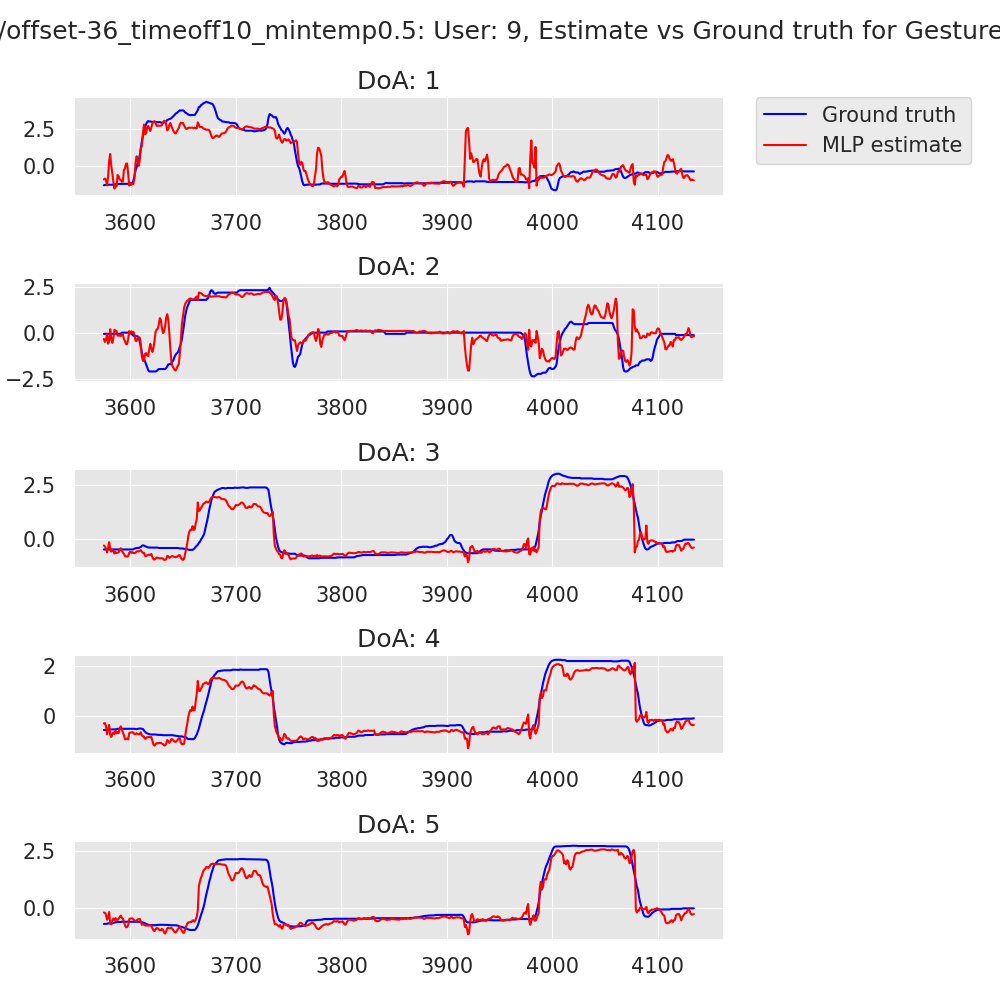 /offset-36_timeoff10_mintemp0.5: User: 9, Estimate vs Ground truth for Gesture
DoA: 1
2.5
0.0
3600 3700 3800 3900 4000 4100
Ground truth
MLP estimate
DoA: 2
2.5
0.0
−2.5
3600 3700 3800 3900 4000 4100
DoA: 3
2.5
0.0
3600 3700 3800 3900 4000 4100
DoA: 4
2
0
3600 3700 3800 3900 4000 4100
DoA: 5
2.5
0.0
3600 3700 3800 3900 4000 4100